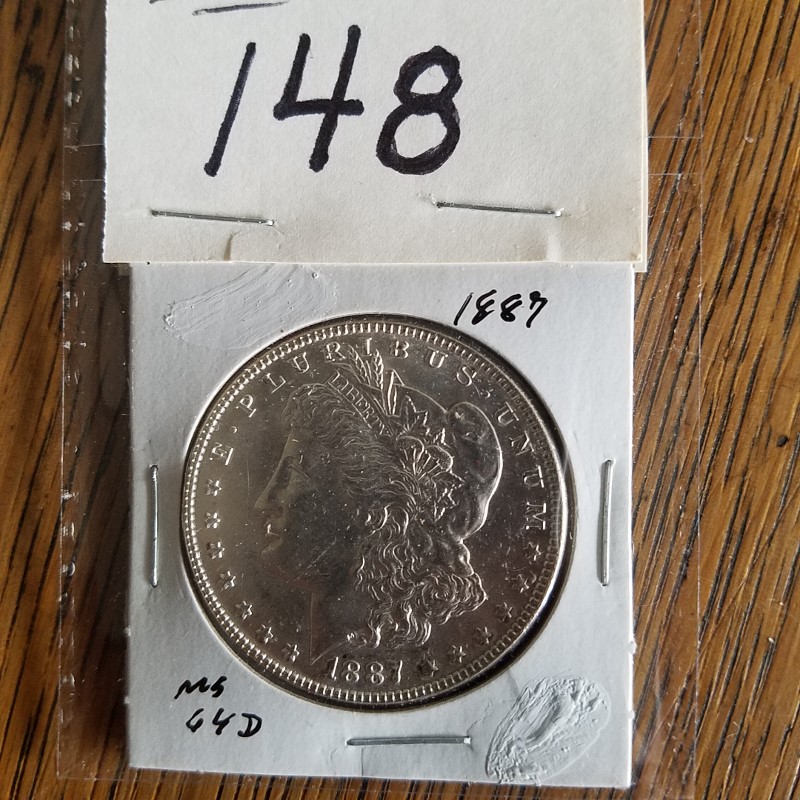 148
1887
E · PLURIBUS · UNUM
LIBERTY
1887
MS
64D